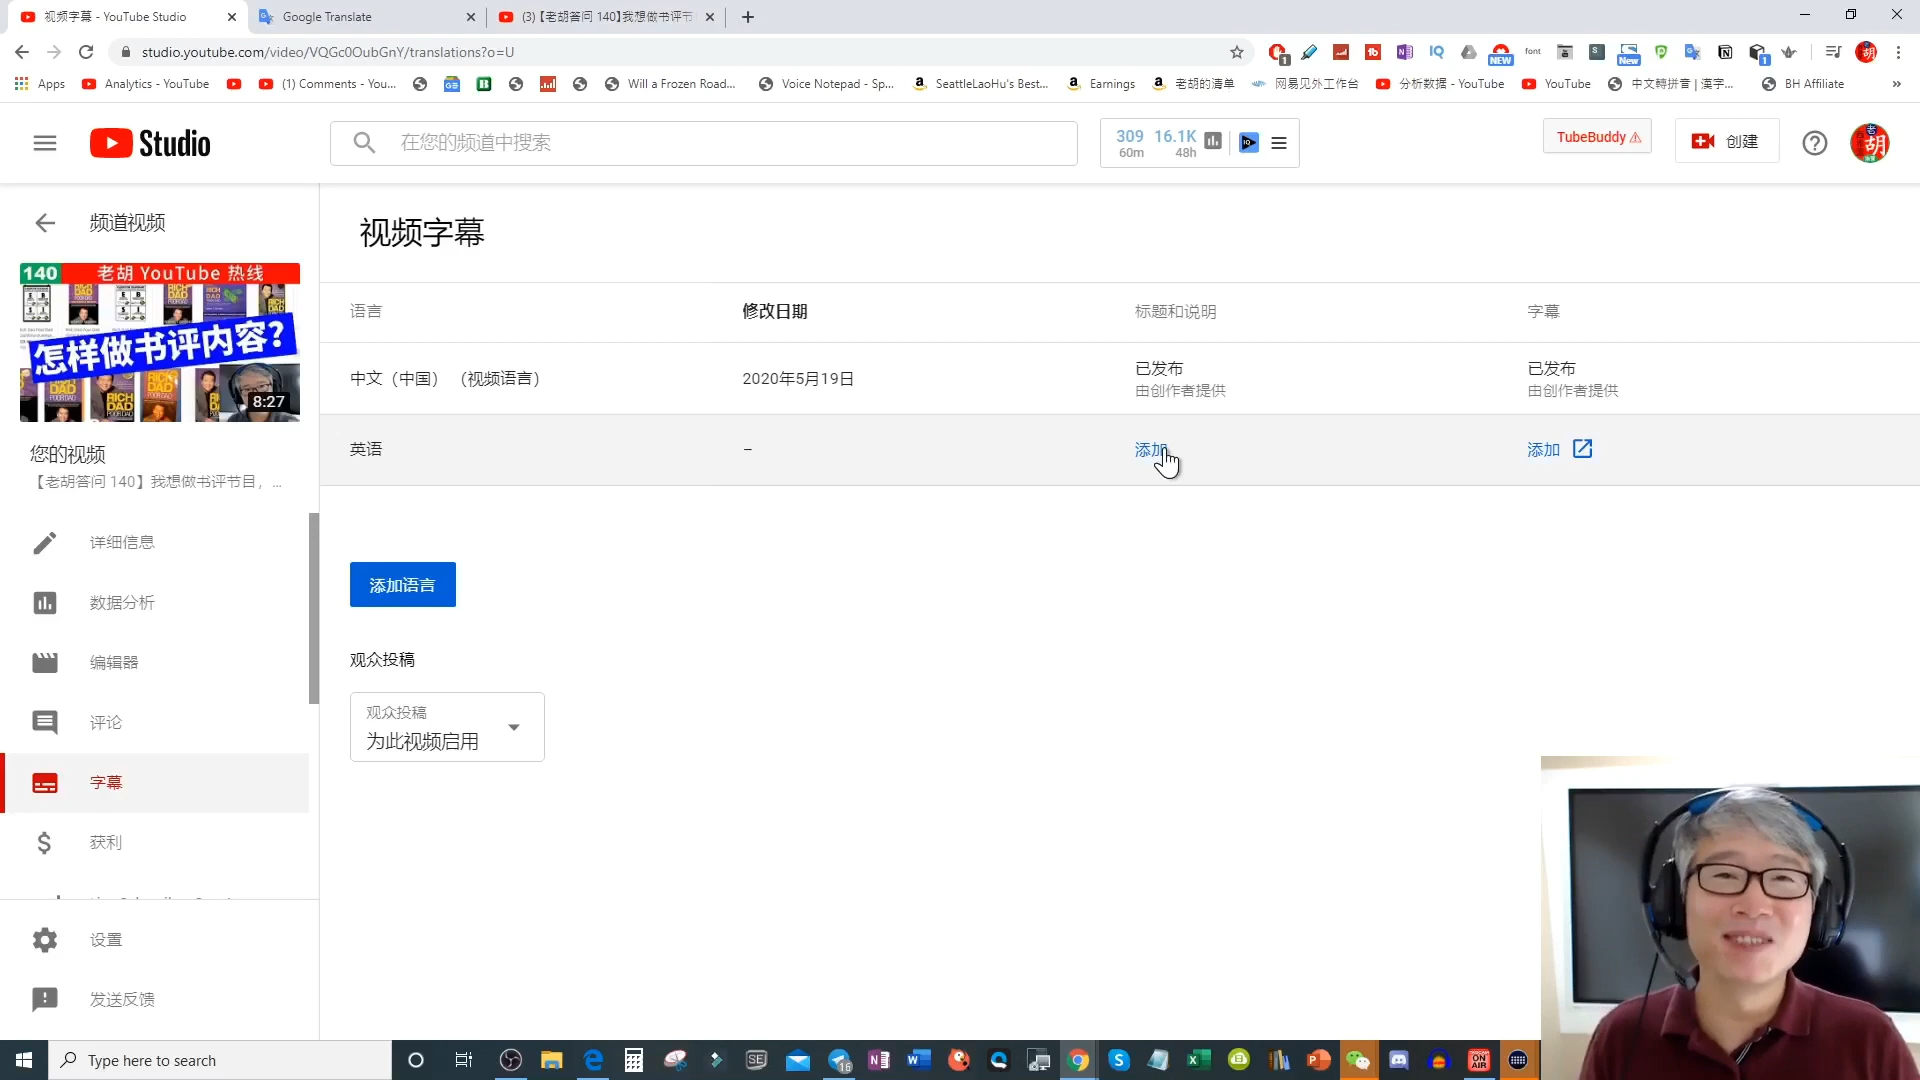 视频字幕 - YouTube Studio
Google Translate
(3) 【老胡答问 140】我想做书评节
studio.youtube.com/video/VQGc0OubGnY/translations?o=U
1
NEW
font
New
1
胡
Apps
Analytics - YouTube
(1) Comments - You...
Will a Frozen Road...
Voice Notepad - Sp...
SeattleLaoHu's Best...
Earnings
老胡的清单
网易见外工作台
分析数据 - YouTube
YouTube
中文轉拼音 | 漢字...
BH Affiliate
»
Studio
在您的频道中搜索
309 16.1K
60m 48h
TubeBuddy
创建
频道视频
视频字幕
140 老胡 YouTube 热线
怎样做书评内容?
8:27
语言
修改日期
标题和说明
字幕
中文（中国）（视频语言）
2020年5月19日
已发布
由创作者提供
已发布
由创作者提供
英语
–
添加
添加
您的视频
【老胡答问 140】我想做书评节目，...
详细信息
数据分析
编辑器
评论
字幕
获利
设置
发送反馈
添加语言
观众投稿
观众投稿
为此视频启用
Type here to search
SE
16
ON AIR